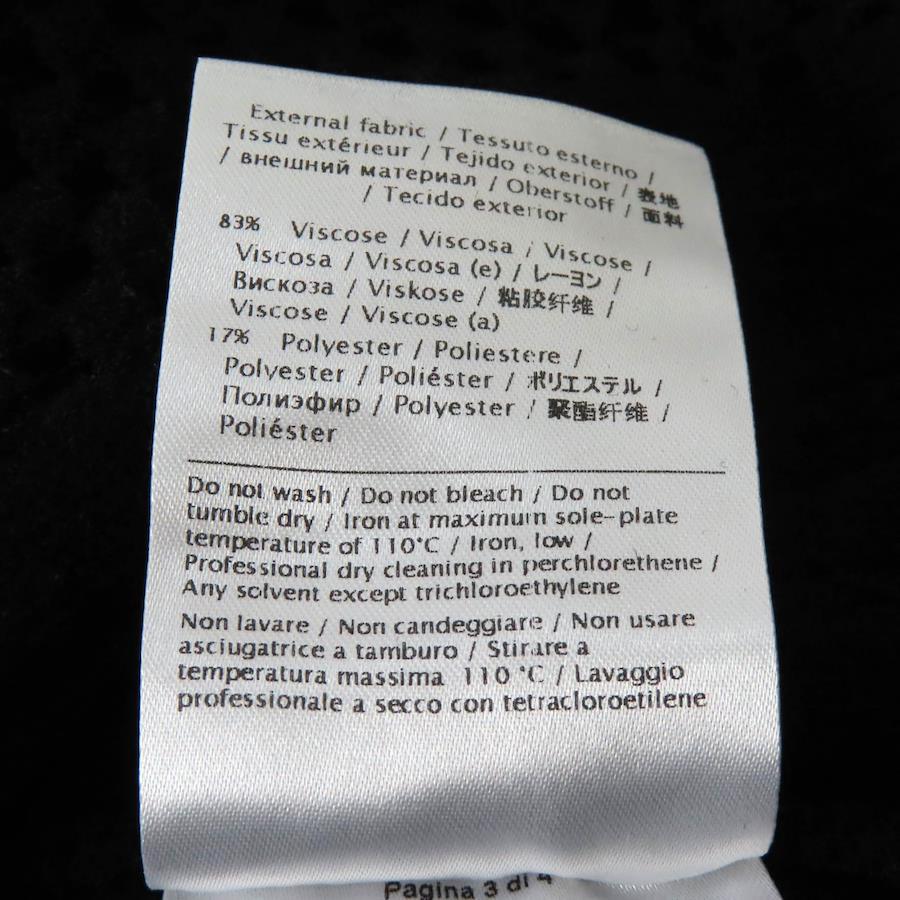 External fabric / Tessuto esterno /
Tissu extérieur / Tejido exterior / 表地
/ внешний материал / Oberstoff / 面料
/ Tecido exterior
83% Viscose / Viscosa / Viscose /
Viscosa / Viscosa (e) / レーヨン /
Вискоза / Viskose / 粘胶纤维 /
Viscose / Viscose (a)
17% Polyester / Poliestere /
Polyester / Poliéster / ポリエステル /
Полиэфир / Polyester / 聚酯纤维 /
Poliéster
Do not wash / Do not bleach / Do not
tumble dry / Iron at maximum sole-plate
temperature of 110°C / Iron, low /
Professional dry cleaning in perchlorethene /
Any solvent except trichloroethylene
Non lavare / Non candeggiare / Non usare
asciugatrice a tamburo / Stirare a
temperatura massima 110 °C / Lavaggio
professionale a secco con tetracloroetilene
Pagina 3 di 4